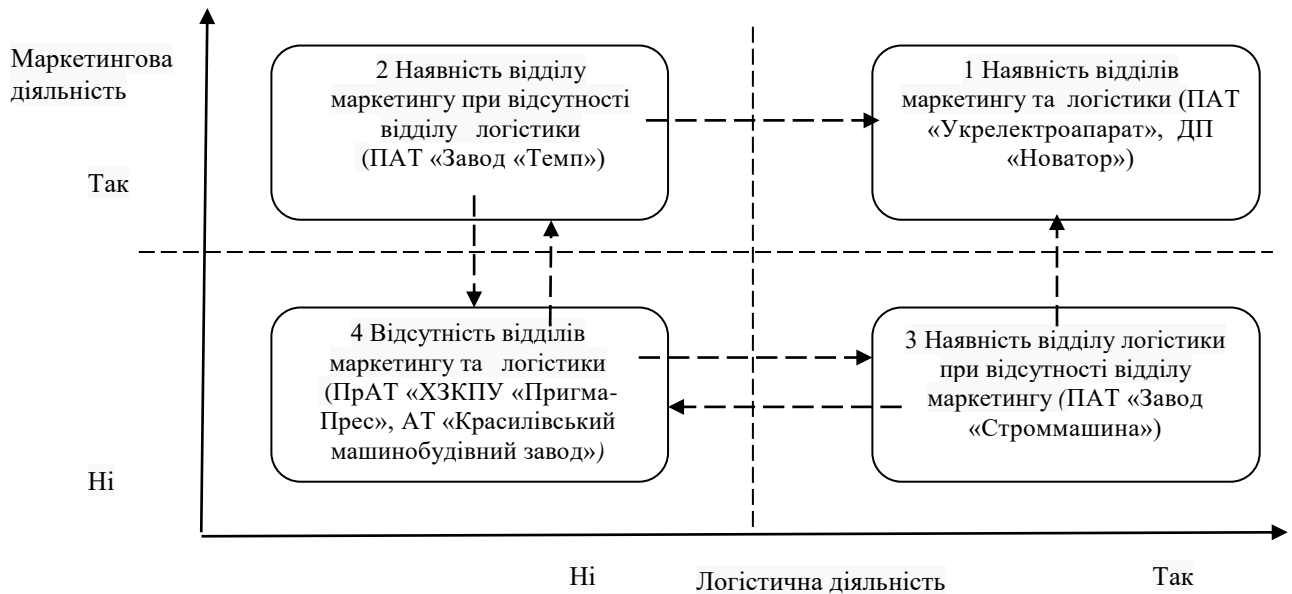 Маркетингова
діяльність
2 Наявність відділу
маркетингу при відсутності
відділу логістики
(ПАТ «Завод «Темп»)
1 Наявність відділів
маркетингу та логістики (ПАТ
«Укрелектроапарат», ДП
«Новатор»)
Так
4 Відсутність відділів
маркетингу та логістики
(ПрАТ «ХЗКПУ «Пригма-
Прес», АТ «Красилівський
машинобудівний завод»)
3 Наявність відділу логістики
при відсутності відділу
маркетингу (ПАТ «Завод
«Строммашина»)
Ні
Ні
Логістична діяльність
Так